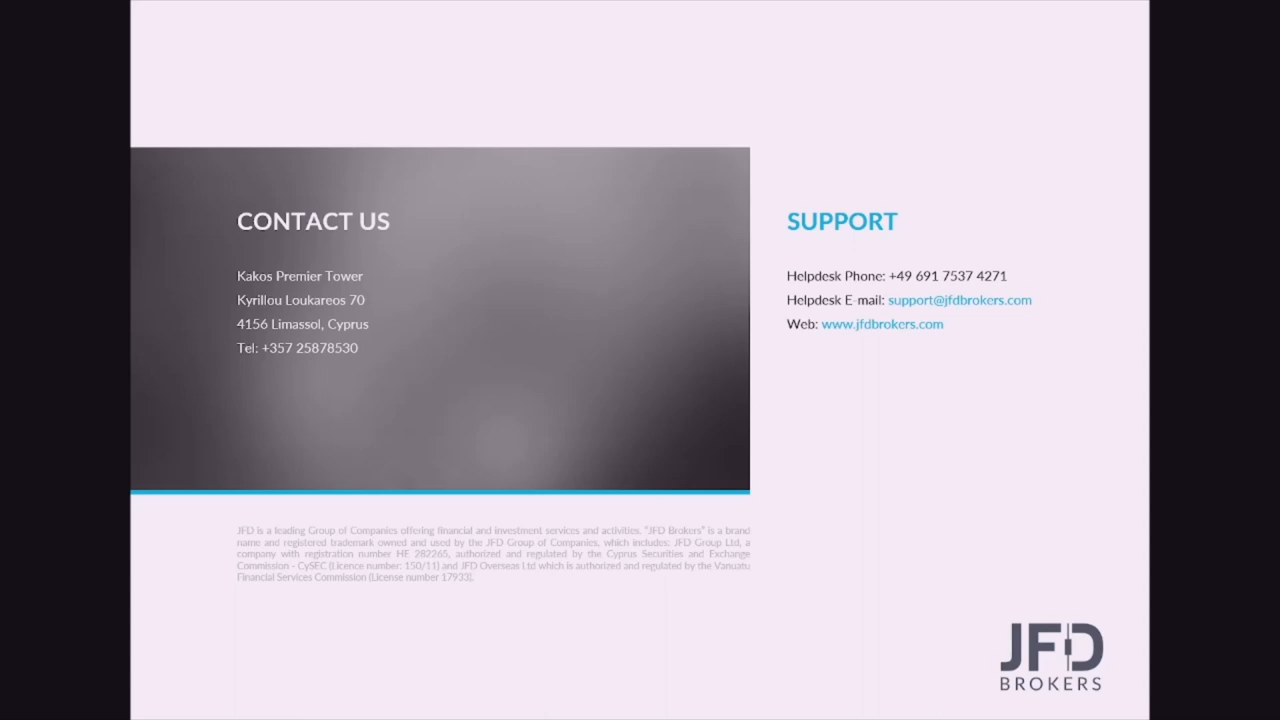 CONTACT US
Kakos Premier Tower
Kyrillou Loukareos 70
4156 Limassol, Cyprus
Tel: +357 25878530
SUPPORT
Helpdesk Phone: +49 691 7537 4271
Helpdesk E-mail: support@jfdbrokers.com
Web: www.jfdbrokers.com
JFD is a leading Group of Companies offering financial and investment services and activities. "JFD Brokers" is a brand
name and registered trademark owned and used by the JFD Group of Companies, which includes: JFD Group Ltd, a
company with registration number HE 282265, authorized and regulated by the Cyprus Securities and Exchange
Commission - CySEC (Licence number: 150/11) and JFD Overseas Ltd which is authorized and regulated by the Vanuatu
Financial Services Commission (License number 17933).
JFD
BROKERS